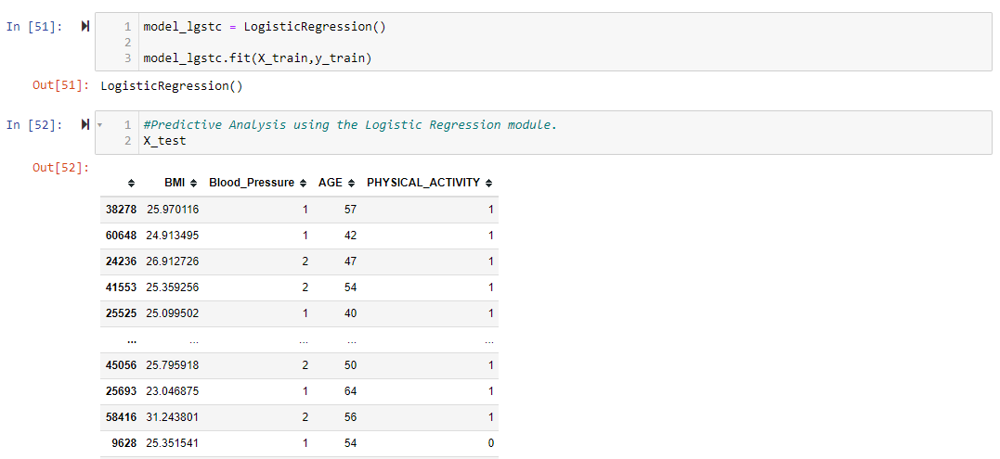 In [51]:
1 model_lgstc = LogisticRegression()
2
3 model_lgstc.fit(X_train,y_train)
Out[51]: LogisticRegression()
In [52]:
1 #Predictive Analysis using the Logistic Regression module.
2 X_test
Out[52]:
BMI Blood_Pressure AGE PHYSICAL_ACTIVITY
38278 25.970116 1 57 1
60648 24.913495 1 42 1
24236 26.912726 2 47 1
41553 25.359256 2 54 1
25525 25.099502 1 40 1
... ... ... ... ...
45056 25.795918 2 50 1
25693 23.046875 1 64 1
58416 31.243801 2 56 1
9628 25.351541 1 54 0